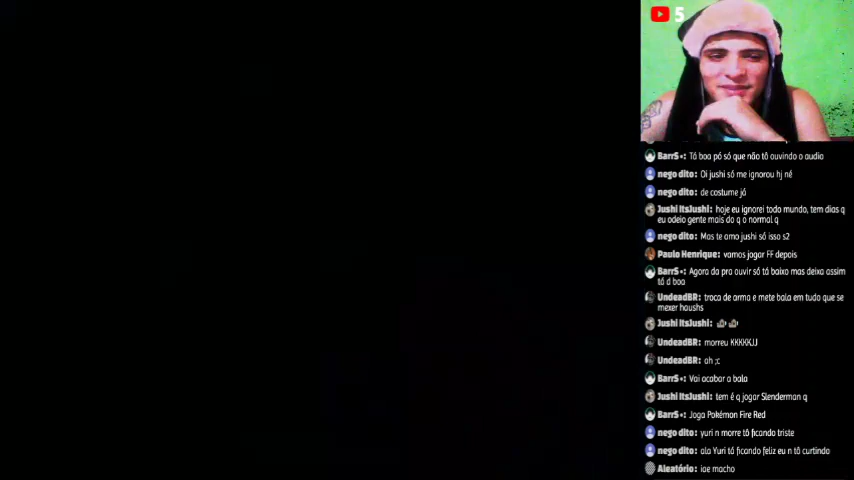 5
BarrS•: Tá boa pó só que não tô ouvindo o audio
nego dito: Oi jushi só me ignorou hj né
nego dito: de costume já
Jushi ItsJushi: hoje eu ignorei todo mundo, tem dias q
eu odeio gente mais do q o normal q
nego dito: Mas te amo jushi só isso s2
Paulo Henrique: vamos jogar FF depois
BarrS•: Agora da pra ouvir só tá baixo mas deixa assim
tá d boa
UndeadBR: troca de arma e mete bala em tudo que se
mexer haushs
Jushi ItsJushi:
UndeadBR: morreu KKKKKJJ
UndeadBR: ah ;c
BarrS•: Vai acabar a bala
Jushi ItsJushi: tem é q jogar Slenderman q
BarrS•: Joga Pokémon Fire Red
nego dito: yuri n morre tô ficando triste
nego dito: ala Yuri tá ficando feliz eu n tô curtindo
Aleatório: iae macho